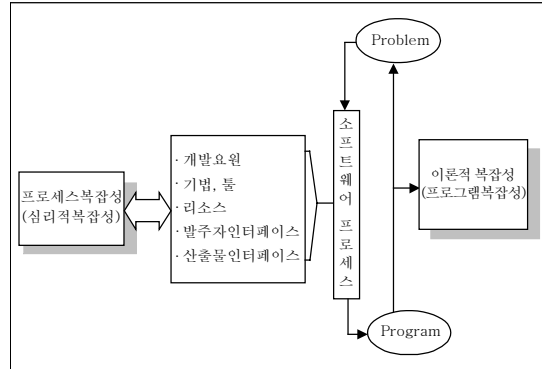 Problem
프로세스복잡성
(심리적복잡성)
· 개발요원
· 기법, 툴
· 리소스
· 발주자인터페이스
· 산출물인터페이스
소프트웨어 프로세스
이론적 복잡성
(프로그램복잡성)
Program